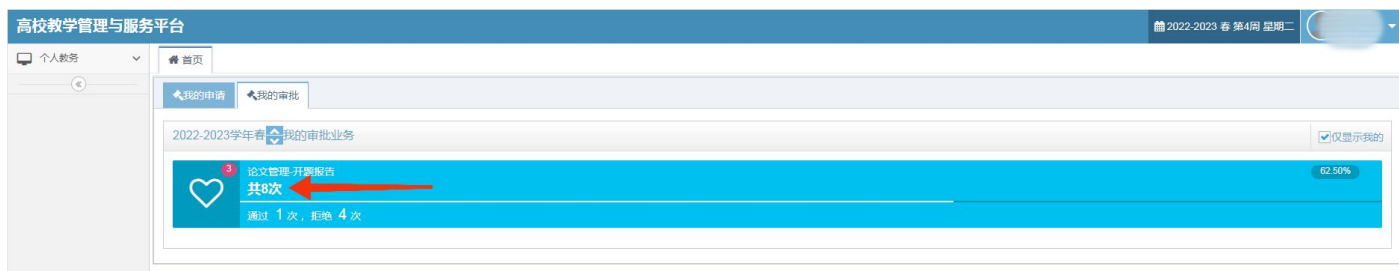 高校教学管理与服务平台
2022-2023 春 第4周 星期二
个人教务
首页
我的申请
我的审批
2022-2023学年春我的审批业务
仅显示我的
3
论文管理-开题报告
62.50%
共8次
通过 1 次，拒绝 4 次